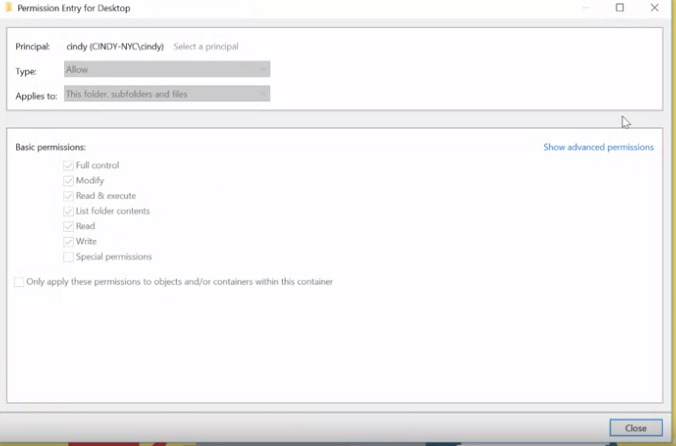 Permission Entry for Desktop
Principal: cindy (CINDY-NYC\cindy) Select a principal
Type: Allow
Applies to: This folder, subfolders and files
Basic permissions: Show advanced permissions
Full control
Modify
Read & execute
List folder contents
Read
Write
Special permissions
Only apply these permissions to objects and/or containers within this container
Close